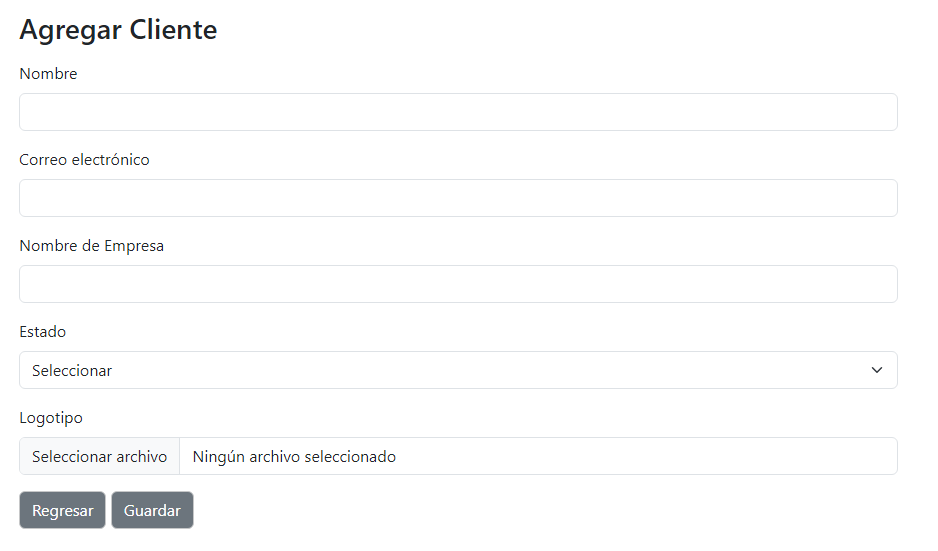 Agregar Cliente
Nombre
Correo electrónico
Nombre de Empresa
Estado
Seleccionar
Logotipo
Seleccionar archivo Ningún archivo seleccionado
Regresar Guardar